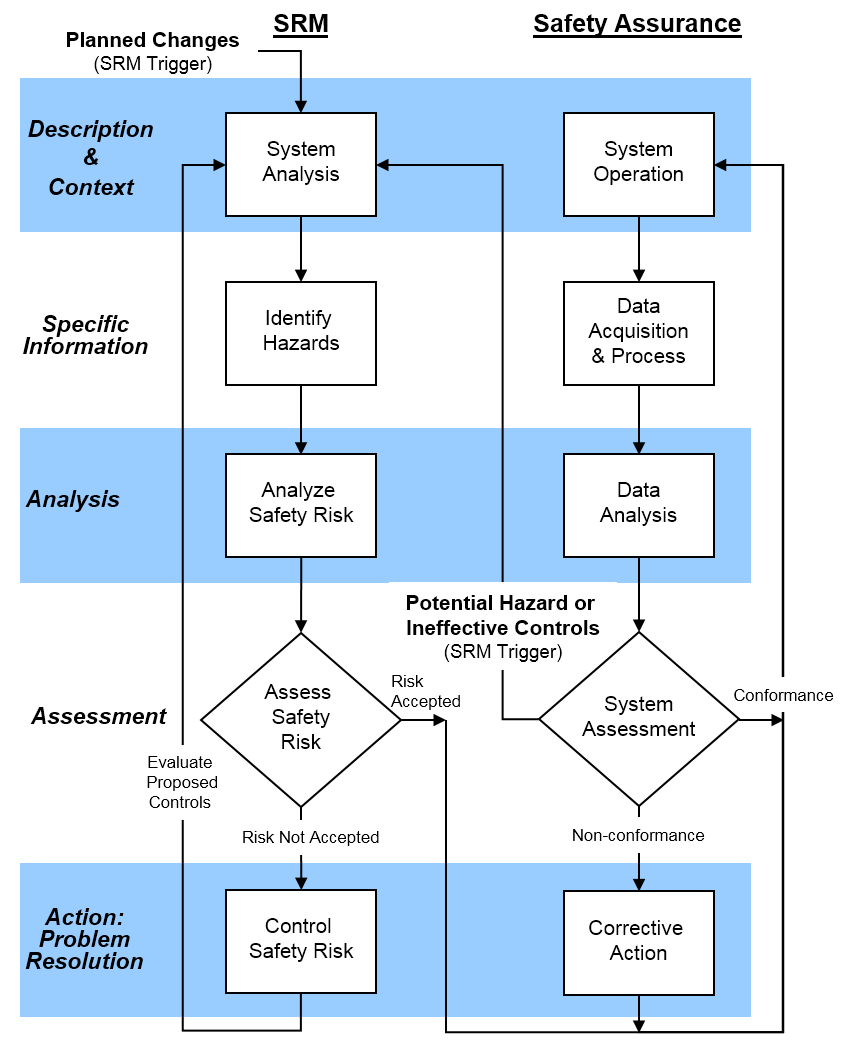 SRM
Safety Assurance
Planned Changes
(SRM Trigger)
Description
&
Context
System
Analysis
System
Operation
Specific
Information
Identify
Hazards
Data
Acquisition
& Process
Analysis
Analyze
Safety Risk
Data
Analysis
Potential Hazard or
Ineffective Controls
(SRM Trigger)
Assessment
Assess
Safety
Risk
Risk
Accepted
System
Assessment
Conformance
Evaluate
Proposed
Controls
Risk Not Accepted
Non-conformance
Action:
Problem
Resolution
Control
Safety Risk
Corrective
Action